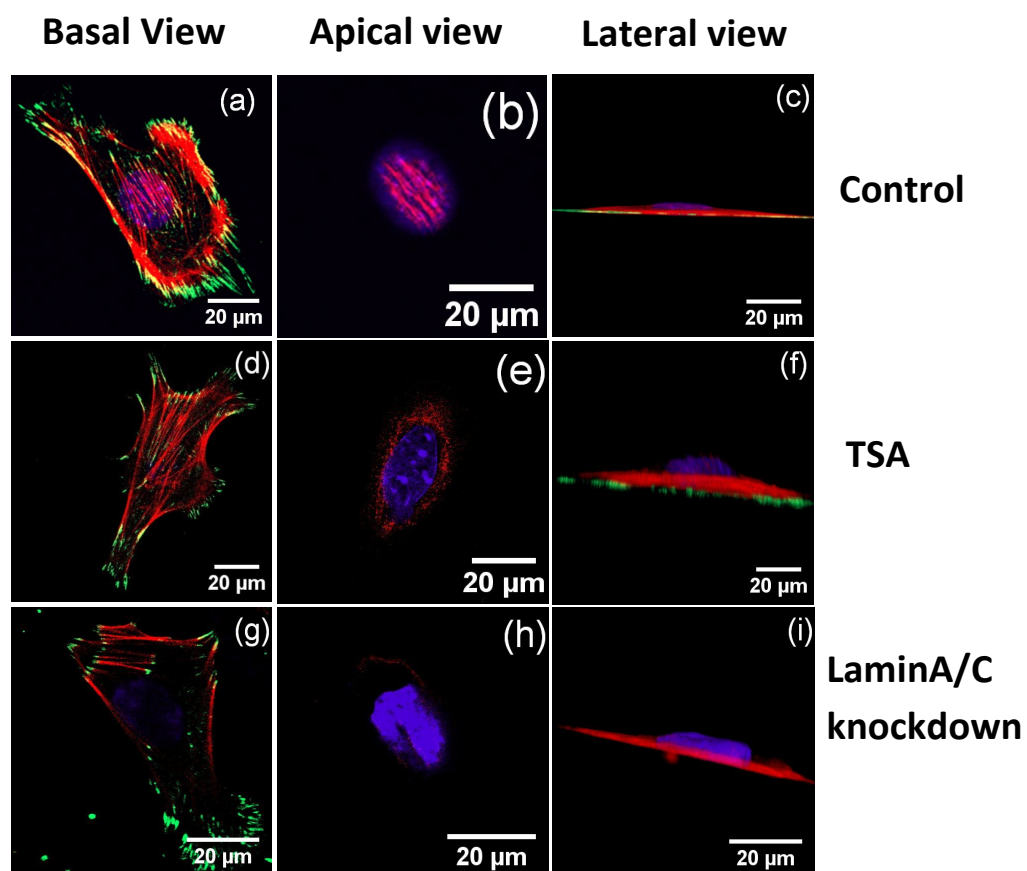 Basal View
Apical view
Lateral view
(a)
20 µm
(b)
20 µm
(c)
20 µm
Control
(d)
20 µm
(e)
20 µm
(f)
20 µm
TSA
(g)
20 µm
(h)
20 µm
(i)
20 µm
LaminA/C
knockdown